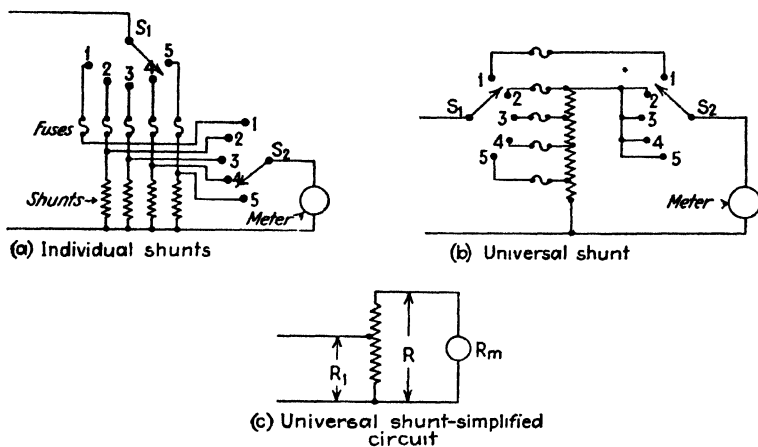 S1
1
2
3
4
5
Fuses
1
2
3
4
5
S2
Shunts
Meter
(a) Individual shunts
1
2
3
4
5
S1
1
2
3
4
5
S2
Meter
(b) Universal shunt
R1
R
Rm
(c) Universal shunt-simplified
circuit